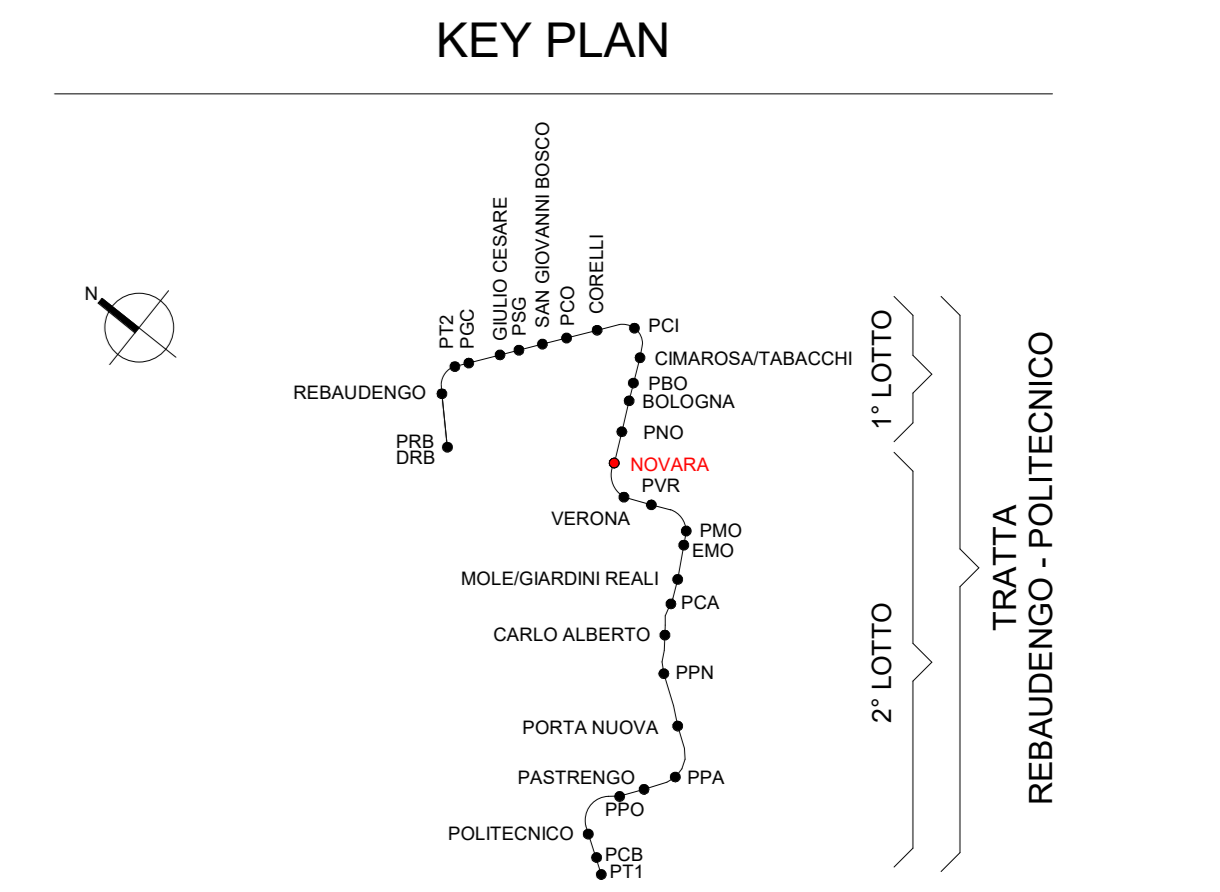 KEY PLAN
N
PT2
PGC
GIULIO CESARE
PSG
SAN GIOVANNI BOSCO
PCO
CORELLI
PCI
CIMAROSA/TABACCHI
REBAUDENGO
PBO
BOLOGNA
PRB
DRB
PNO
NOVARA
PVR
VERONA
PMO
EMO
MOLE/GIARDINI REALI
PCA
CARLO ALBERTO
PPN
PORTA NUOVA
PASTRENGO
PPA
PPO
POLITECNICO
PCB
PT1
1° LOTTO
2° LOTTO
TRATTA
REBAUDENGO - POLITECNICO